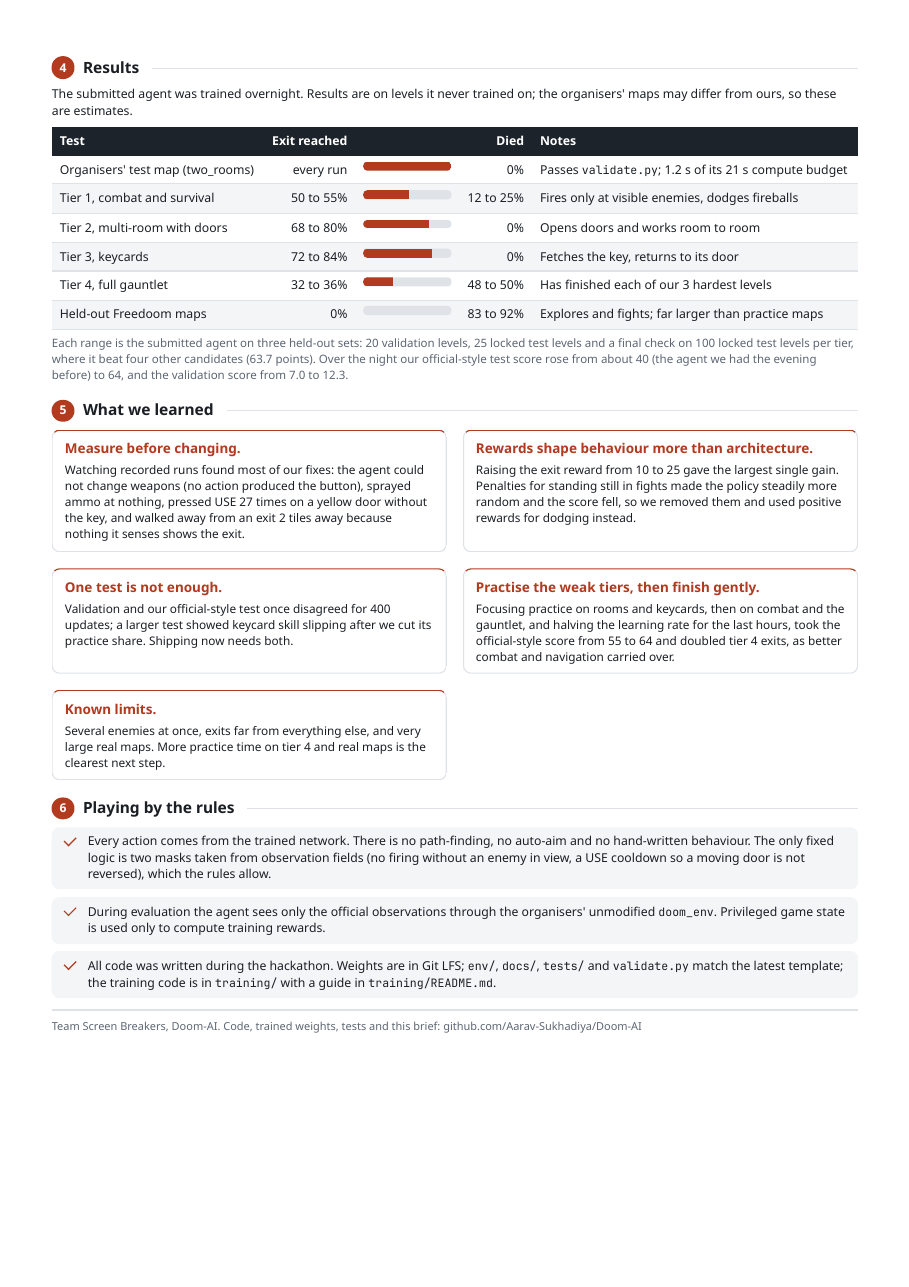 4 Results
The submitted agent was trained overnight. Results are on levels it never trained on; the organisers' maps may differ from ours, so these
are estimates.
Test Exit reached Died Notes
Organisers' test map (two_rooms) every run 0% Passes validate.py; 1.2 s of its 21 s compute budget
Tier 1, combat and survival 50 to 55% 12 to 25% Fires only at visible enemies, dodges fireballs
Tier 2, multi-room with doors 68 to 80% 0% Opens doors and works room to room
Tier 3, keycards 72 to 84% 0% Fetches the key, returns to its door
Tier 4, full gauntlet 32 to 36% 48 to 50% Has finished each of our 3 hardest levels
Held-out Freedoom maps 0% 83 to 92% Explores and fights; far larger than practice maps
Each range is the submitted agent on three held-out sets: 20 validation levels, 25 locked test levels and a final check on 100 locked test levels per tier,
where it beat four other candidates (63.7 points). Over the night our official-style test score rose from about 40 (the agent we had the evening
before) to 64, and the validation score from 7.0 to 12.3.
5 What we learned
Measure before changing.
Watching recorded runs found most of our fixes: the agent could
not change weapons (no action produced the button), sprayed
ammo at nothing, pressed USE 27 times on a yellow door without
the key, and walked away from an exit 2 tiles away because
nothing it senses shows the exit.
Rewards shape behaviour more than architecture.
Raising the exit reward from 10 to 25 gave the largest single gain.
Penalties for standing still in fights made the policy steadily more
random and the score fell, so we removed them and used positive
rewards for dodging instead.
One test is not enough.
Validation and our official-style test once disagreed for 400
updates; a larger test showed keycard skill slipping after we cut its
practice share. Shipping now needs both.
Practise the weak tiers, then finish gently.
Focusing practice on rooms and keycards, then on combat and the
gauntlet, and halving the learning rate for the last hours, took the
official-style score from 55 to 64 and doubled tier 4 exits, as better
combat and navigation carried over.
Known limits.
Several enemies at once, exits far from everything else, and very
large real maps. More practice time on tier 4 and real maps is the
clearest next step.
6 Playing by the rules
Every action comes from the trained network. There is no path-finding, no auto-aim and no hand-written behaviour. The only fixed
logic is two masks taken from observation fields (no firing without an enemy in view, a USE cooldown so a moving door is not
reversed), which the rules allow.
During evaluation the agent sees only the official observations through the organisers' unmodified doom_env. Privileged game state
is used only to compute training rewards.
All code was written during the hackathon. Weights are in Git LFS; env/, docs/, tests/ and validate.py match the latest template;
the training code is in training/ with a guide in training/README.md.
Team Screen Breakers, Doom-AI. Code, trained weights, tests and this brief: github.com/Aarav-Sukhadiya/Doom-AI